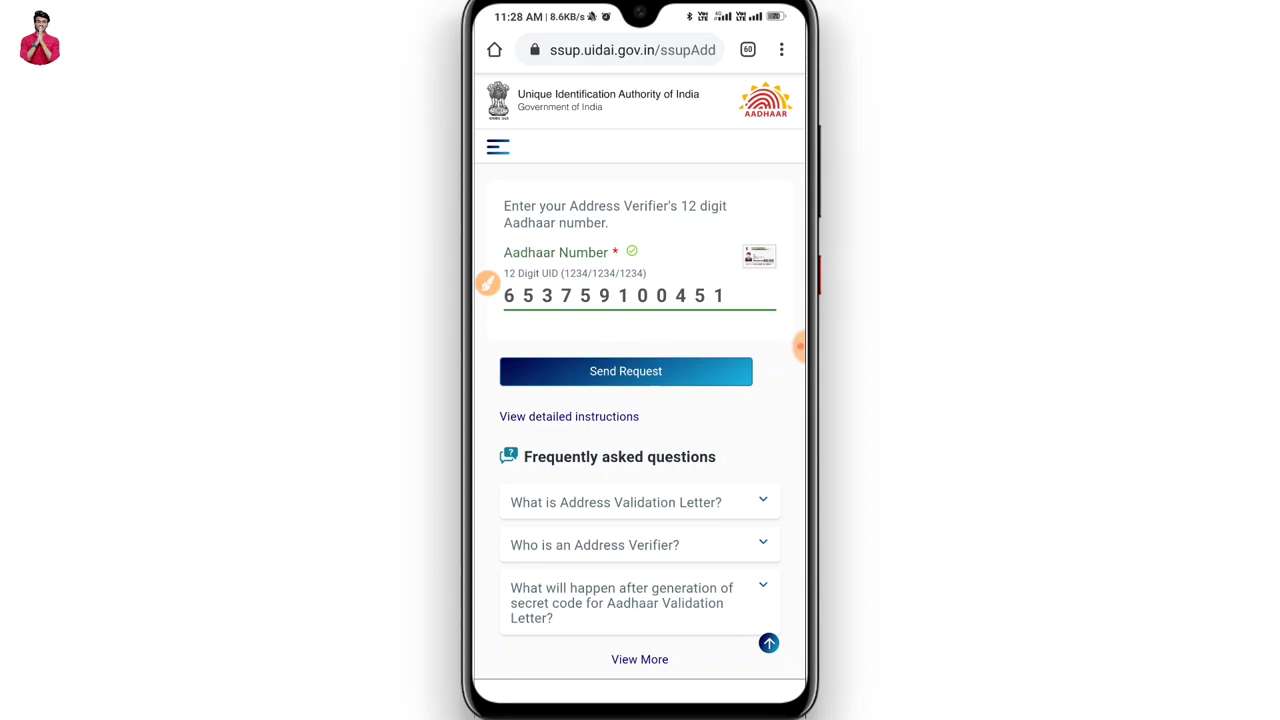 11:28 AM | 8.6KB/s
ssup.uidai.gov.in/ssupAdd
60
Unique Identification Authority of India
Government of India
AADHAAR
Enter your Address Verifier's 12 digit
Aadhaar number.
Aadhaar Number *
12 Digit UID (1234/1234/1234)
6 5 3 7 5 9 1 0 0 4 5 1
Send Request
View detailed instructions
Frequently asked questions
What is Address Validation Letter?
Who is an Address Verifier?
What will happen after generation of
secret code for Aadhaar Validation
Letter?
View More